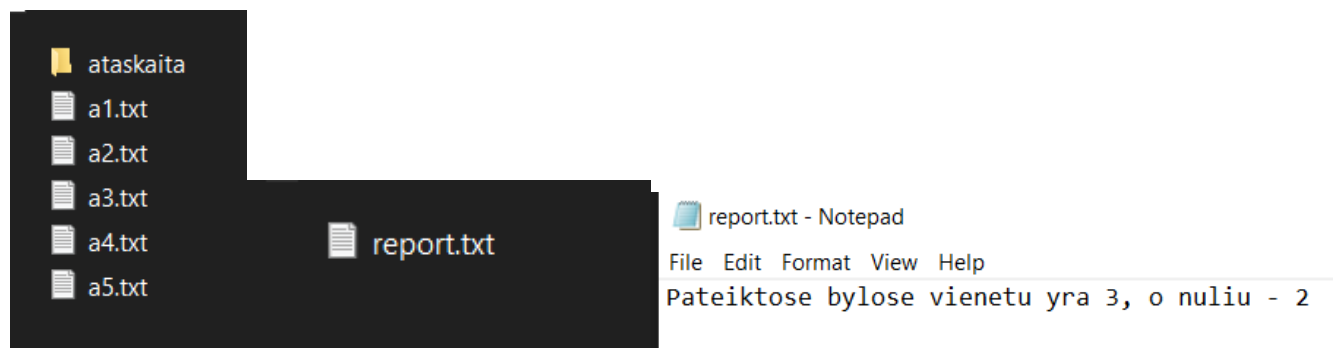 ataskaita
a1.txt
a2.txt
a3.txt
a4.txt
a5.txt
report.txt
report.txt - Notepad
File Edit Format View Help
Pateiktose bylose vienetu yra 3, o nuliu - 2